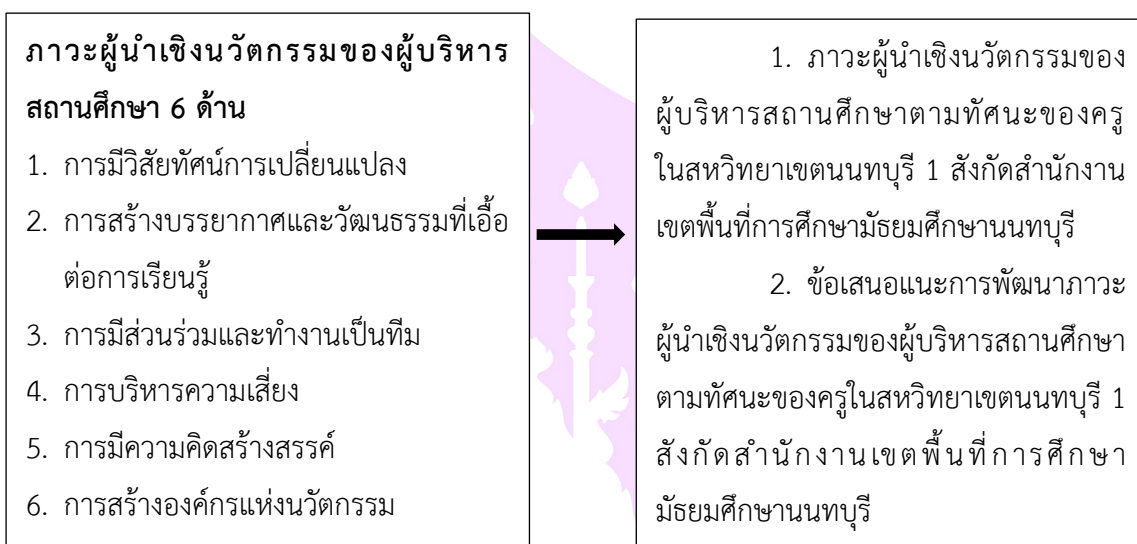 ภาวะผู้นำเชิงนวัตกรรมของผู้บริหาร
สถานศึกษา 6 ด้าน
1. การมีวิสัยทัศน์การเปลี่ยนแปลง
2. การสร้างบรรยากาศและวัฒนธรรมที่เอื้อ
ต่อการเรียนรู้
3. การมีส่วนร่วมและทำงานเป็นทีม
4. การบริหารความเสี่ยง
5. การมีความคิดสร้างสรรค์
6. การสร้างองค์กรแห่งนวัตกรรม
1. ภาวะผู้นำเชิงนวัตกรรมของ
ผู้บริหารสถานศึกษาตามทัศนะของครู
ในสหวิทยาเขตนนทบุรี 1 สังกัดสำนักงาน
เขตพื้นที่การศึกษามัธยมศึกษานนทบุรี
2. ข้อเสนอแนะการพัฒนาภาวะ
ผู้นำเชิงนวัตกรรมของผู้บริหารสถานศึกษา
ตามทัศนะของครูในสหวิทยาเขตนนทบุรี 1
สังกัดสำนักงานเขตพื้นที่การศึกษา
มัธยมศึกษานนทบุรี